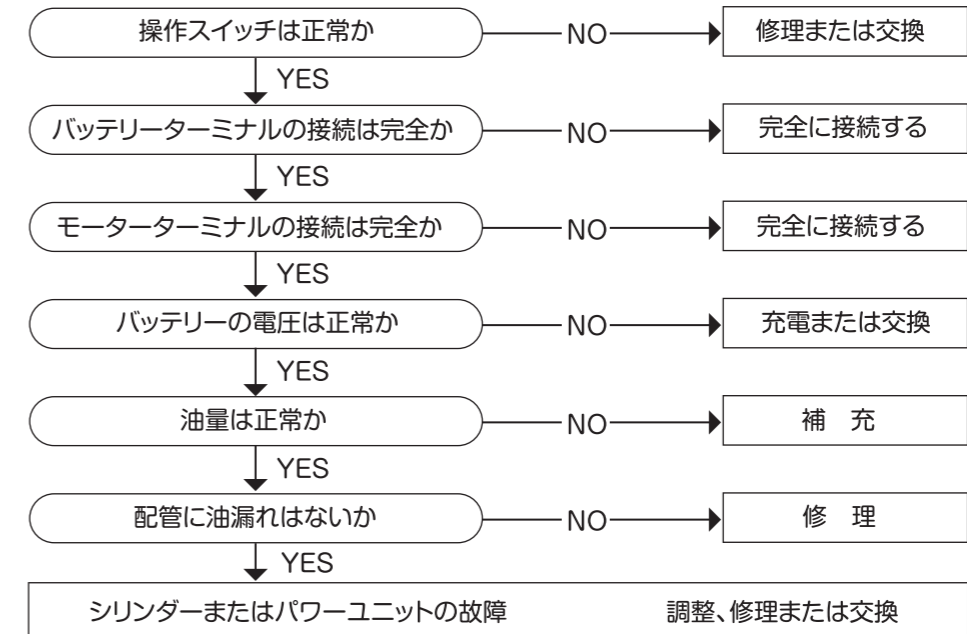 操作スイッチは正常か NO 修理または交換
YES
バッテリーターミナルの接続は完全か NO 完全に接続する
YES
モーターターミナルの接続は完全か NO 完全に接続する
YES
バッテリーの電圧は正常か NO 充電または交換
YES
油量は正常か NO 補　充
YES
配管に油漏れはないか NO 修　理
YES
シリンダーまたはパワーユニットの故障 調整、修理または交換